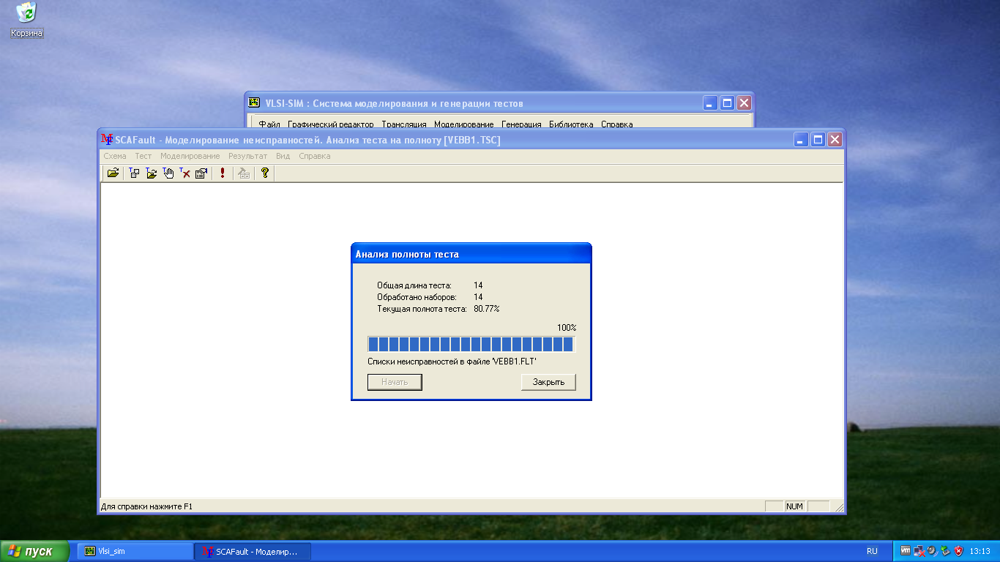 Корзина
VLSI-SIM : Система моделирования и генерации тестов
Файл Графический редактор Трансляция Моделирование Генерация Библиотека Справка
SCAFault - Моделирование неисправностей. Анализ теста на полноту [VEBB1.TSC]
Схема Тест Моделирование Результат Вид Справка
Анализ полноты теста
Общая длина теста: 14
Обработано наборов: 14
Текущая полнота теста: 80.77%
100%
Списки неисправностей в файле 'VEBB1.FLT'
Начать Закрыть
Для справки нажмите F1 NUM
пуск Vlsi_sim SCAFault - Моделир... RU 13:13